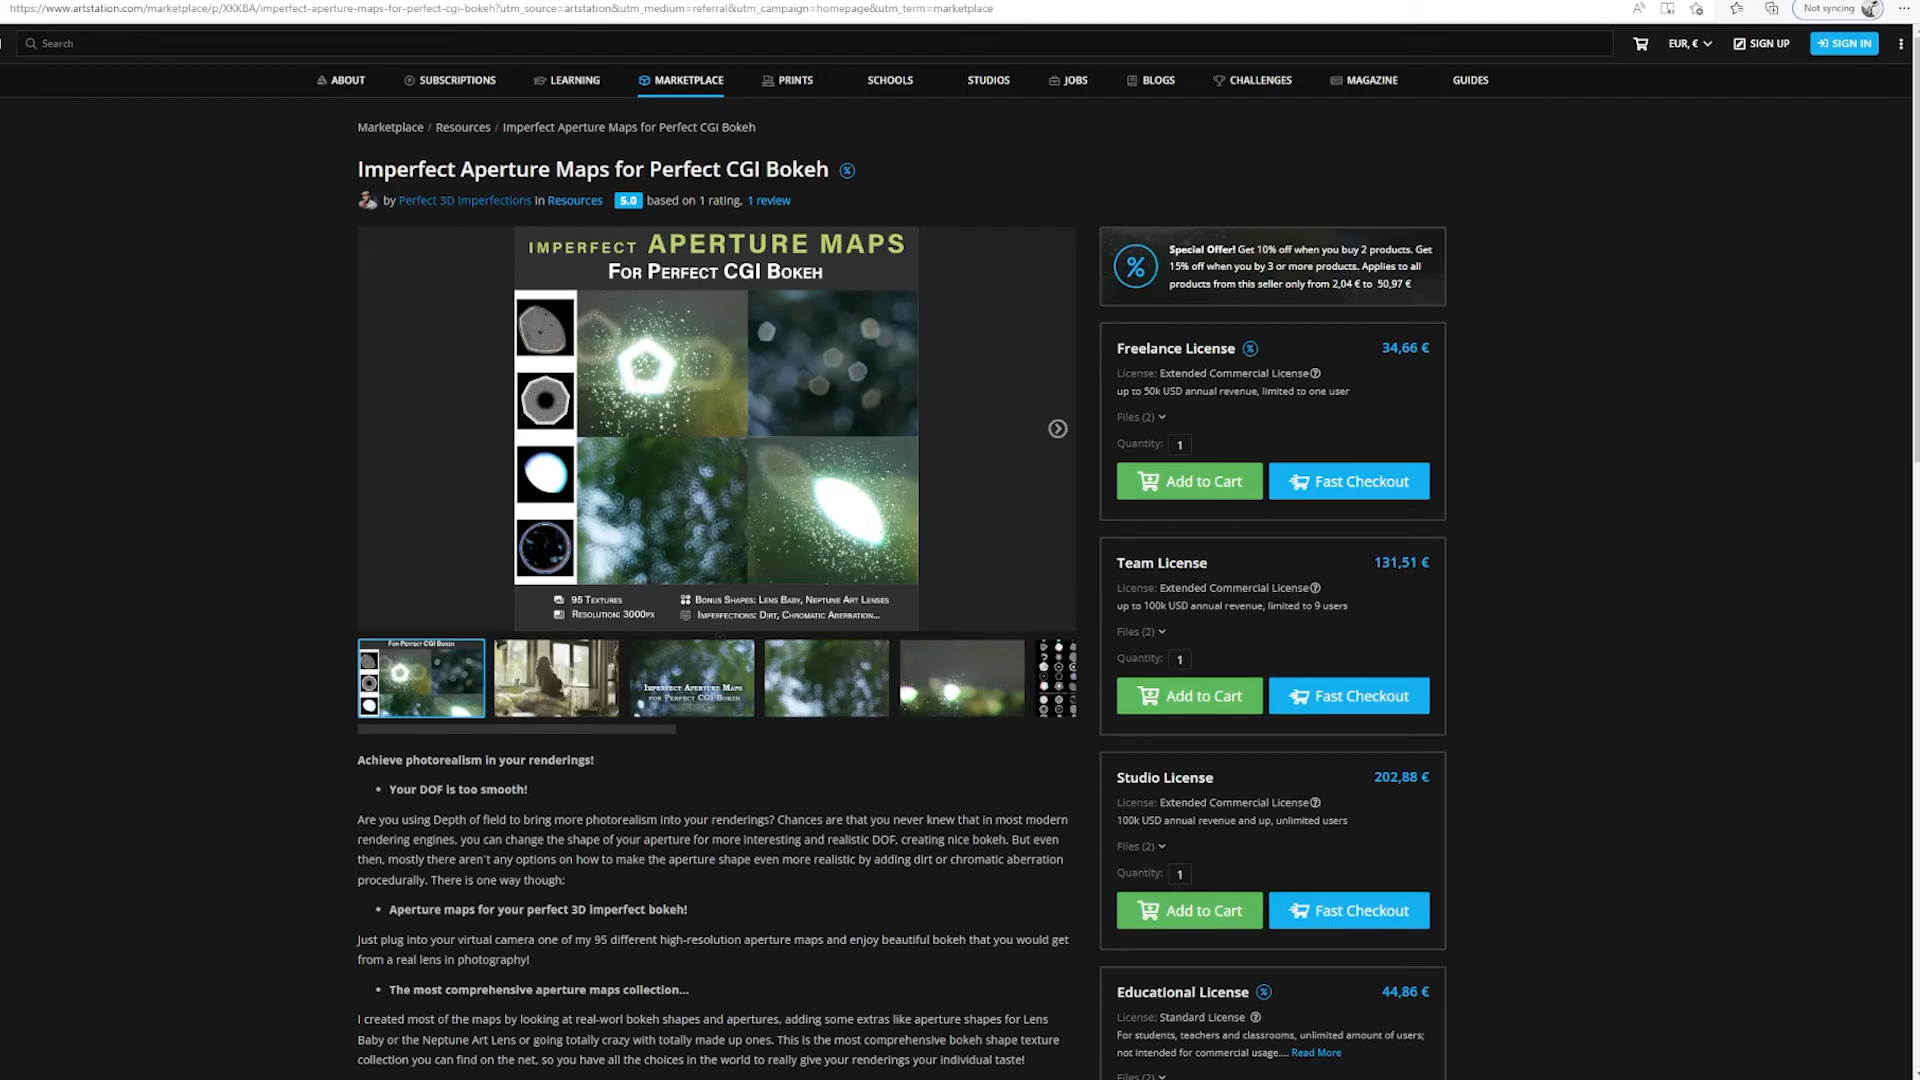 https://www.artstation.com/marketplace/p/XKKBA/imperfect-aperture-maps-for-perfect-cgi-bokeh?utm_source=artstation&utm_medium=referral&utm_campaign=homepage&utm_term=marketplace
Not syncing
Search
EUR, €
SIGN UP
SIGN IN
ABOUT
SUBSCRIPTIONS
LEARNING
MARKETPLACE
PRINTS
SCHOOLS
STUDIOS
JOBS
BLOGS
CHALLENGES
MAGAZINE
GUIDES
Marketplace / Resources / Imperfect Aperture Maps for Perfect CGI Bokeh
Imperfect Aperture Maps for Perfect CGI Bokeh
by Perfect 3D Imperfections in Resources 5.0 based on 1 rating, 1 review
IMPERFECT APERTURE MAPS
FOR PERFECT CGI BOKEH
95 TEXTURES
BONUS SHAPES: LENS BABY, NEPTUNE ART LENSES
RESOLUTION: 3000PX
IMPERFECTIONS: DIRT, CHROMATIC ABERRATION...
FOR PERFECT CGI BOKEH
IMPERFECT APERTURE MAPS
FOR PERFECT CGI BOKEH
Achieve photorealism in your renderings!
• Your DOF is too smooth!
Are you using Depth of field to bring more photorealism into your renderings? Chances are that you never knew that in most modern
rendering engines, you can change the shape of your aperture for more interesting and realistic DOF, creating nice bokeh. But even
then, mostly there aren´t any options on how to make the aperture shape even more realistic by adding dirt or chromatic aberration
procedurally. There is one way though:
• Aperture maps for your perfect 3D imperfect bokeh!
Just plug into your virtual camera one of my 95 different high-resolution aperture maps and enjoy beautiful bokeh that you would get
from a real lens in photography!
• The most comprehensive aperture maps collection...
I created most of the maps by looking at real-worl bokeh shapes and apertures, adding some extras like aperture shapes for Lens
Baby or the Neptune Art Lens or going totally crazy with totally made up ones. This is the most comprehensive bokeh shape texture
collection you can find on the net, so you have all the choices in the world to really give your renderings your individual taste!
Special Offer! Get 10% off when you buy 2 products. Get
15% off when you by 3 or more products. Applies to all
products from this seller only from 2,04 € to 50,97 €
Freelance License 34,66 €
License: Extended Commercial License
up to 50k USD annual revenue, limited to one user
Files (2)
Quantity: 1
Add to Cart
Fast Checkout
Team License 131,51 €
License: Extended Commercial License
up to 100k USD annual revenue, limited to 9 users
Files (2)
Quantity: 1
Add to Cart
Fast Checkout
Studio License 202,88 €
License: Extended Commercial License
100k USD annual revenue and up, unlimited users
Files (2)
Quantity: 1
Add to Cart
Fast Checkout
Educational License 44,86 €
License: Standard License
For students, teachers and classrooms, unlimited amount of users;
not intended for commercial usage.... Read More
Files (2)